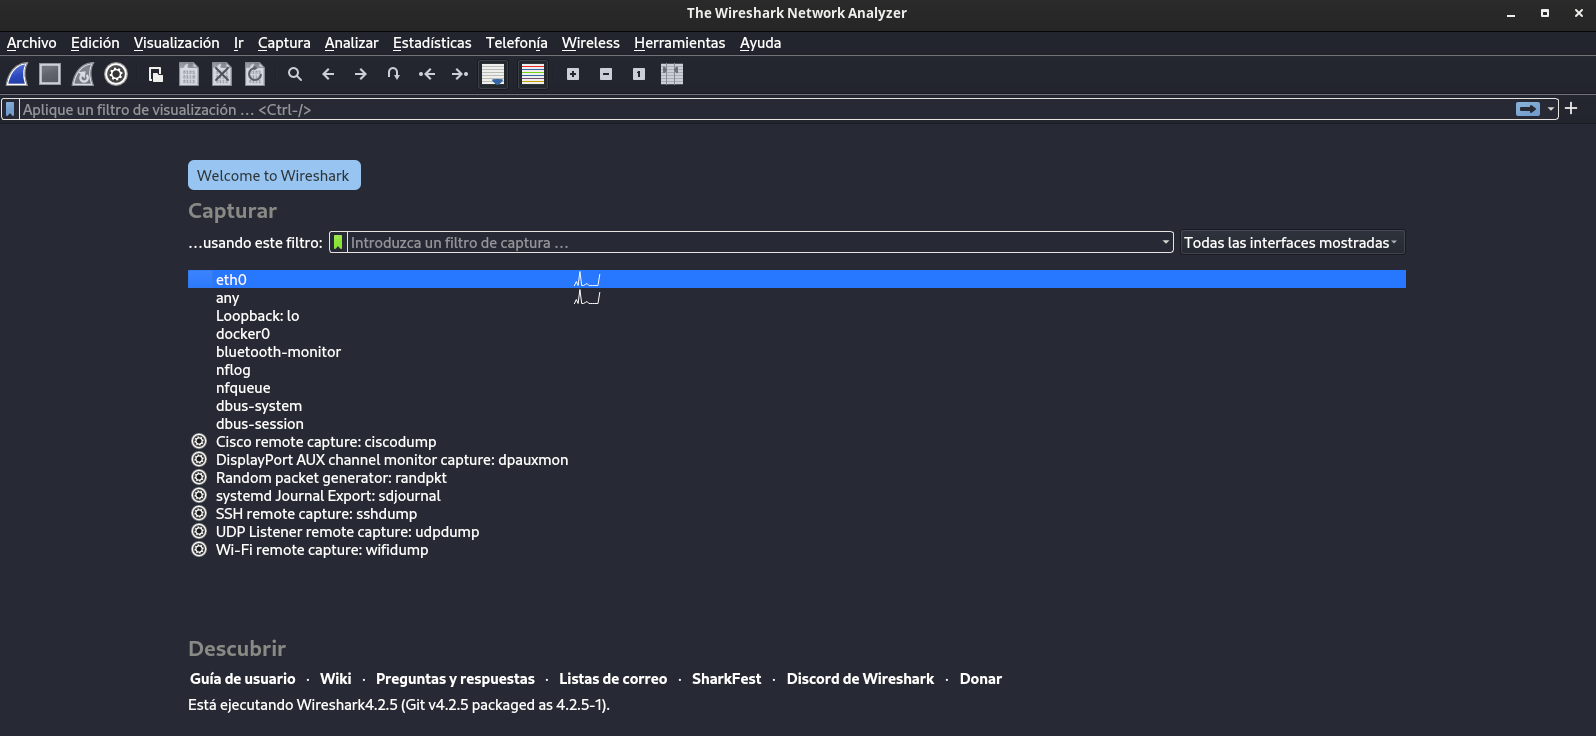 The Wireshark Network Analyzer
Archivo Edición Visualización Ir Captura Analizar Estadísticas Telefonía Wireless Herramientas Ayuda
1
Aplique un filtro de visualización … <Ctrl-/>
Welcome to Wireshark
Capturar
…usando este filtro: Introduzca un filtro de captura … Todas las interfaces mostradas
eth0
any
Loopback: lo
docker0
bluetooth-monitor
nflog
nfqueue
dbus-system
dbus-session
Cisco remote capture: ciscodump
DisplayPort AUX channel monitor capture: dpauxmon
Random packet generator: randpkt
systemd Journal Export: sdjournal
SSH remote capture: sshdump
UDP Listener remote capture: udpdump
Wi-Fi remote capture: wifidump
Descubrir
Guía de usuario · Wiki · Preguntas y respuestas · Listas de correo · SharkFest · Discord de Wireshark · Donar
Está ejecutando Wireshark4.2.5 (Git v4.2.5 packaged as 4.2.5-1).